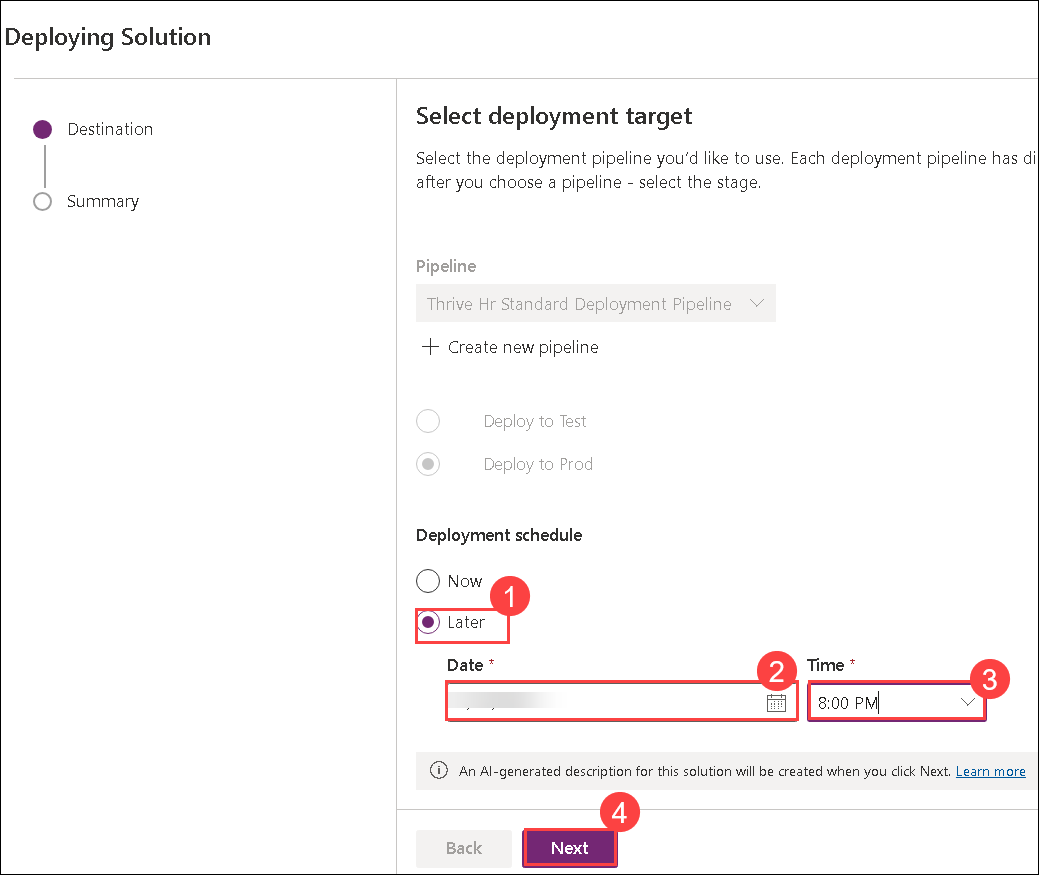 Deploying Solution
Destination
Summary
Select deployment target
Select the deployment pipeline you'd like to use. Each deployment pipeline has di
after you choose a pipeline - select the stage.
Pipeline
Thrive Hr Standard Deployment Pipeline
Create new pipeline
Deploy to Test
Deploy to Prod
Deployment schedule
Now
1
Later
Date *
2
Time *
3
8:00 PM
An AI-generated description for this solution will be created when you click Next. Learn more
4
Back
Next